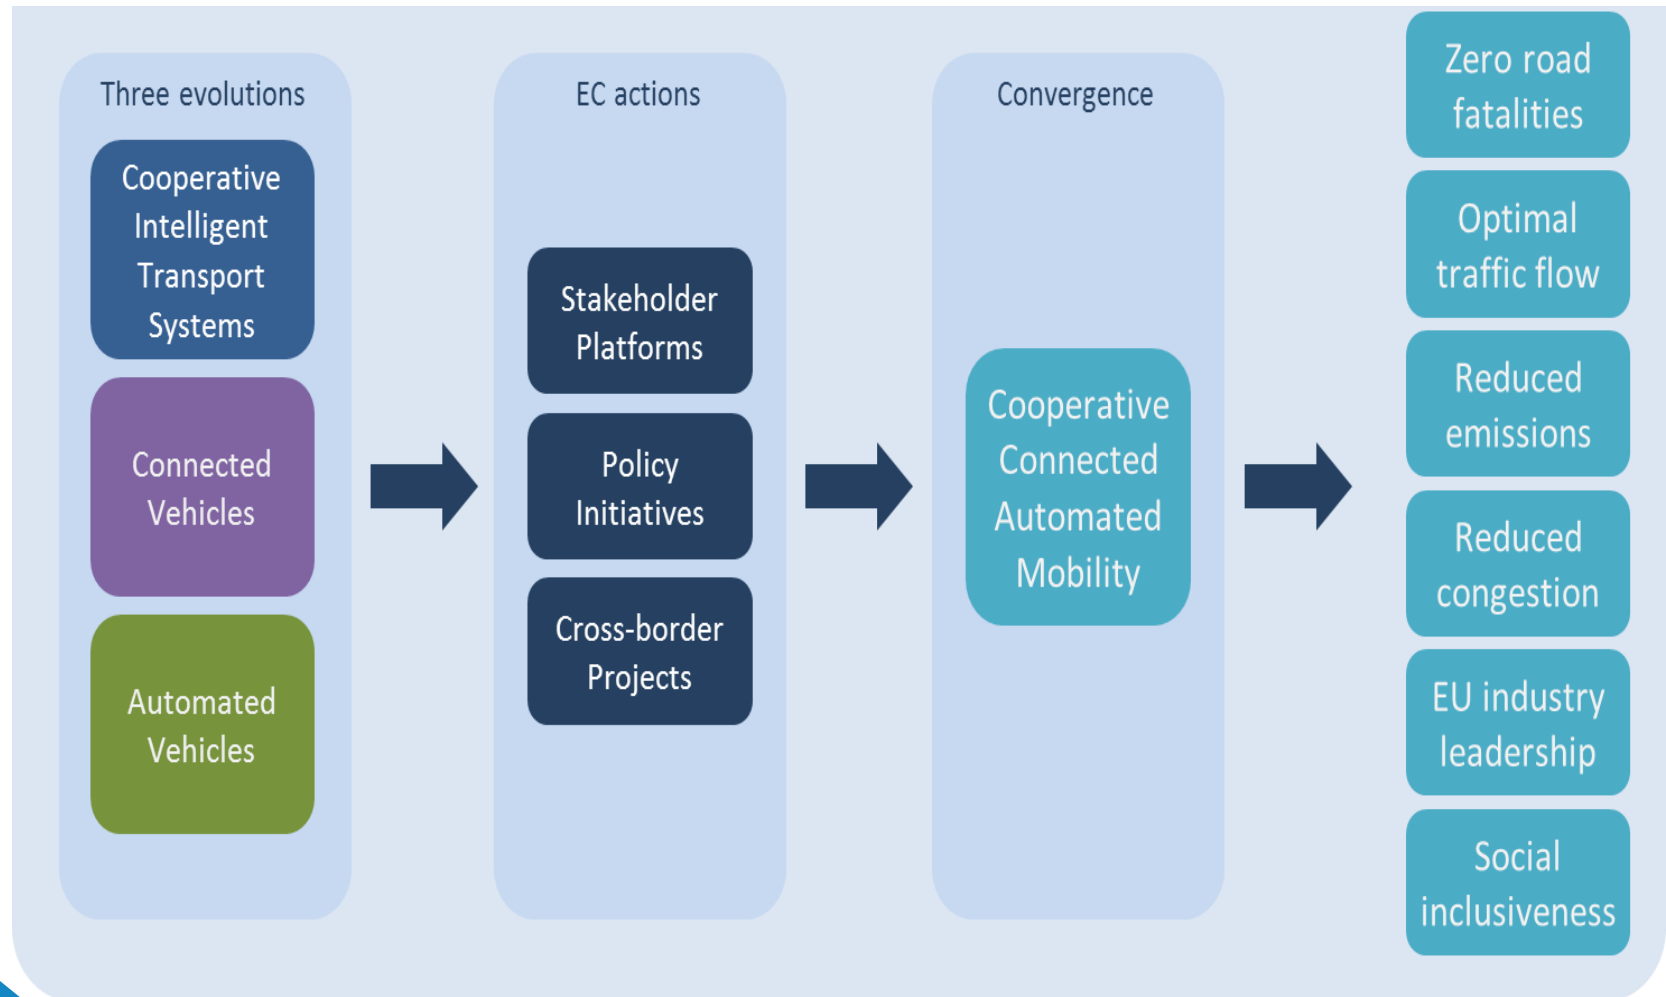 Three evolutions
Cooperative
Intelligent
Transport
Systems
Connected
Vehicles
Automated
Vehicles
EC actions
Stakeholder
Platforms
Policy
Initiatives
Cross-border
Projects
Convergence
Cooperative
Connected
Automated
Mobility
Zero road
fatalities
Optimal
traffic flow
Reduced
emissions
Reduced
congestion
EU industry
leadership
Social
inclusiveness